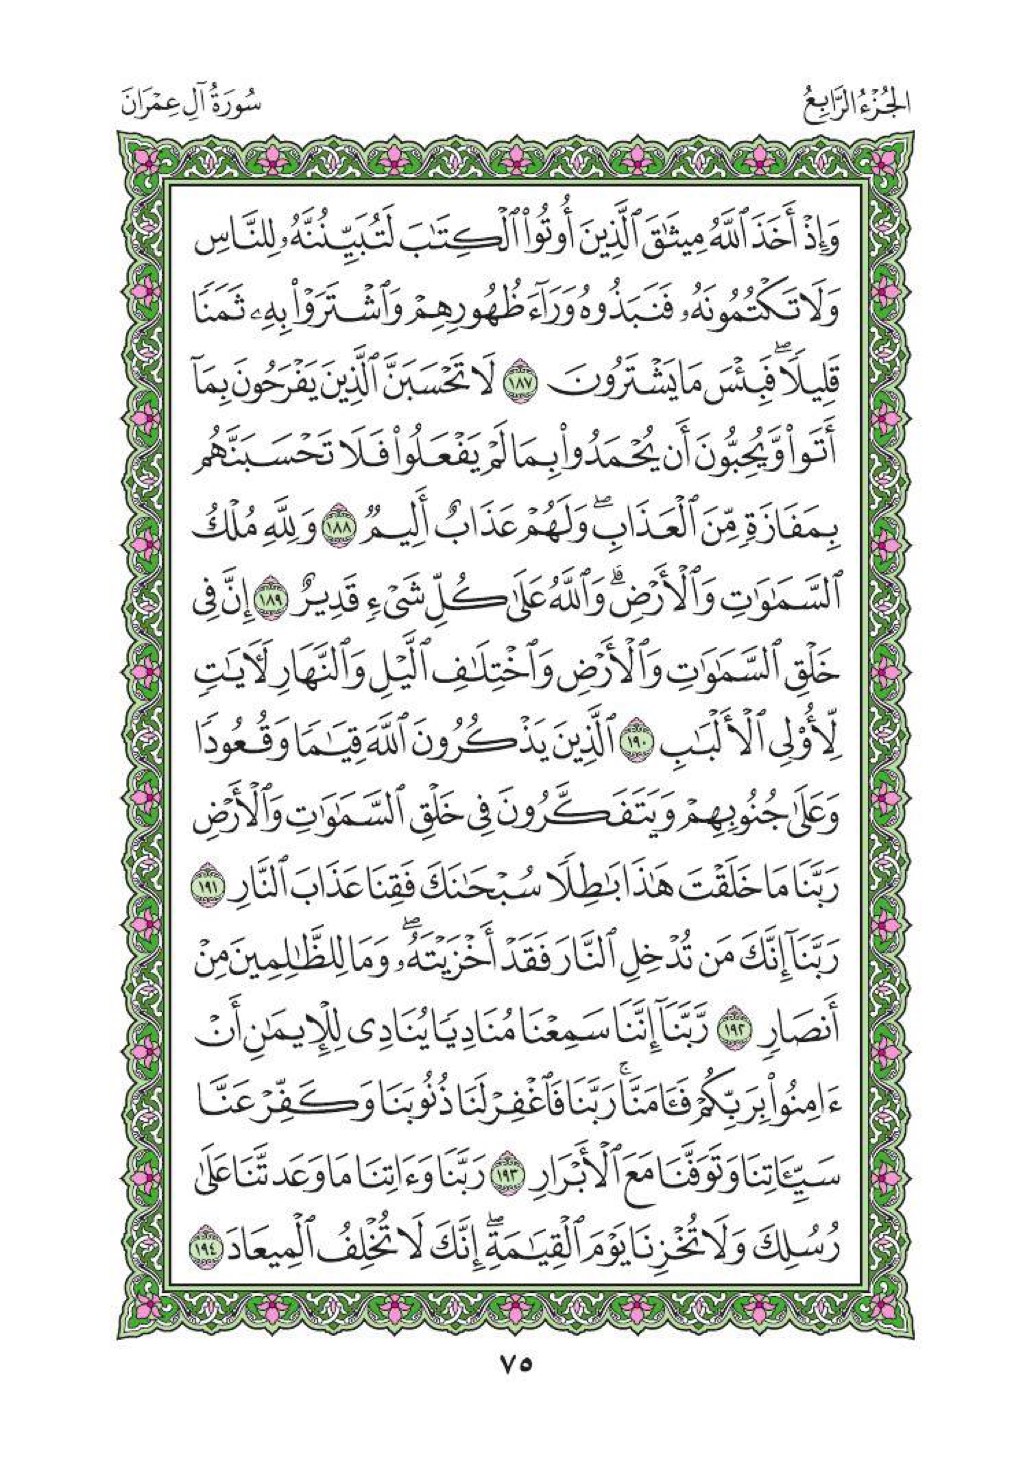 الجُزْءُ الرَّابِعُ
سُورَةُ آلِ عِمْرَانَ
وَإِذْ أَخَذَ ٱللَّهُ مِيثَٰقَ ٱلَّذِينَ أُوتُوا۟ ٱلْكِتَٰبَ لَتُبَيِّنُنَّهُۥ لِلنَّاسِ
وَلَا تَكْتُمُونَهُۥ فَنَبَذُوهُ وَرَآءَ ظُهُورِهِمْ وَٱشْتَرَوْا۟ بِهِۦ ثَمَنًا
قَلِيلًا ۖ فَبِئْسَ مَا يَشْتَرُونَ ١٨٧ لَا تَحْسَبَنَّ ٱلَّذِينَ يَفْرَحُونَ بِمَآ
أَتَوا۟ وَّيُحِبُّونَ أَن يُحْمَدُوا۟ بِمَا لَمْ يَفْعَلُوا۟ فَلَا تَحْسَبَنَّهُم
بِمَفَازَةٍ مِّنَ ٱلْعَذَابِ ۖ وَلَهُمْ عَذَابٌ أَلِيمٌ ١٨٨ وَلِلَّهِ مُلْكُ
ٱلسَّمَٰوَٰتِ وَٱلْأَرْضِ ۗ وَٱللَّهُ عَلَىٰ كُلِّ شَىْءٍ قَدِيرٌ ١٨٩ إِنَّ فِى
خَلْقِ ٱلسَّمَٰوَٰتِ وَٱلْأَرْضِ وَٱخْتِلَٰفِ ٱلَّيْلِ وَٱلنَّهَارِ لَءَايَٰتٍ
لِّأُو۟لِى ٱلْأَلْبَٰبِ ١٩٠ ٱلَّذِينَ يَذْكُرُونَ ٱللَّهَ قِيَٰمًا وَقُعُودًا
وَعَلَىٰ جُنُوبِهِمْ وَيَتَفَكَّرُونَ فِى خَلْقِ ٱلسَّمَٰوَٰتِ وَٱلْأَرْضِ
رَبَّنَا مَا خَلَقْتَ هَٰذَا بَٰطِلًا سُبْحَٰنَكَ فَقِنَا عَذَابَ ٱلنَّارِ ١٩١
رَبَّنَآ إِنَّكَ مَن تُدْخِلِ ٱلنَّارَ فَقَدْ أَخْزَيْتَهُۥ ۖ وَمَا لِلظَّٰلِمِينَ مِنْ
أَنصَارٍ ١٩٢ رَّبَّنَآ إِنَّنَا سَمِعْنَا مُنَادِيًا يُنَادِى لِلْإِيمَٰنِ أَنْ
ءَامِنُوا۟ بِرَبِّكُمْ فَـَٔامَنَّا ۚ رَبَّنَا فَٱغْفِرْ لَنَا ذُنُوبَنَا وَكَفِّرْ عَنَّا
سَيِّـَٔاتِنَا وَتَوَفَّنَا مَعَ ٱلْأَبْرَارِ ١٩٣ رَبَّنَا وَءَاتِنَا مَا وَعَدتَّنَا عَلَىٰ
رُسُلِكَ وَلَا تُخْزِنَا يَوْمَ ٱلْقِيَٰمَةِ ۖ إِنَّكَ لَا تُخْلِفُ ٱلْمِيعَادَ ١٩٤
٧٥